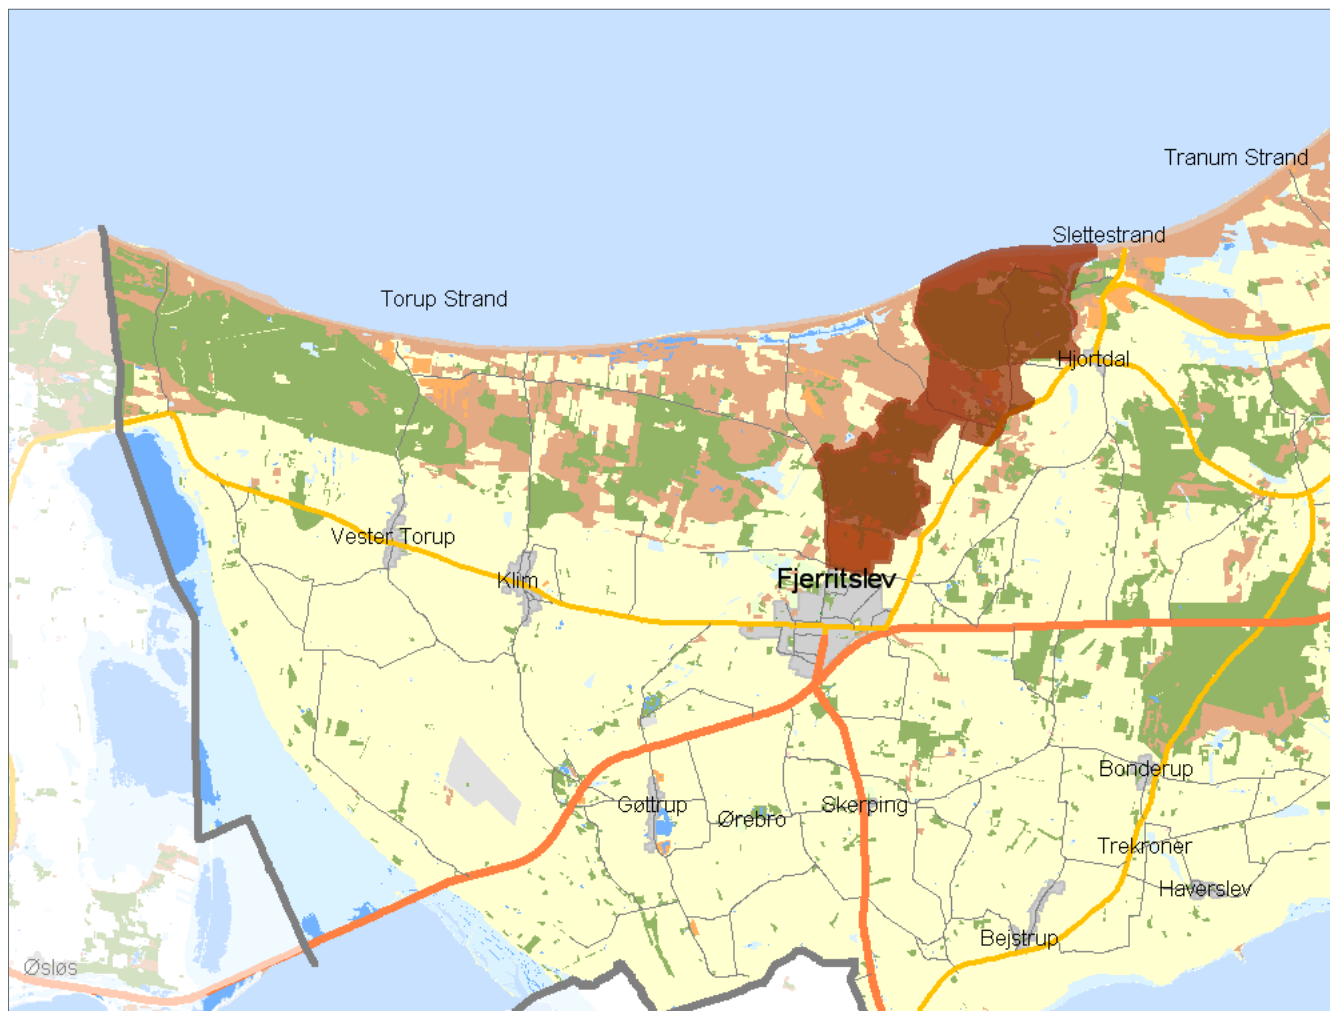 Tranum Strand
Slettestrand
Torup Strand
Hjortdal
Vester Torup
Klim
Fjerritslev
Bonderup
Gøttrup
Ørebro
Skerping
Trekroner
Haverslev
Bejstrup
Øsløs